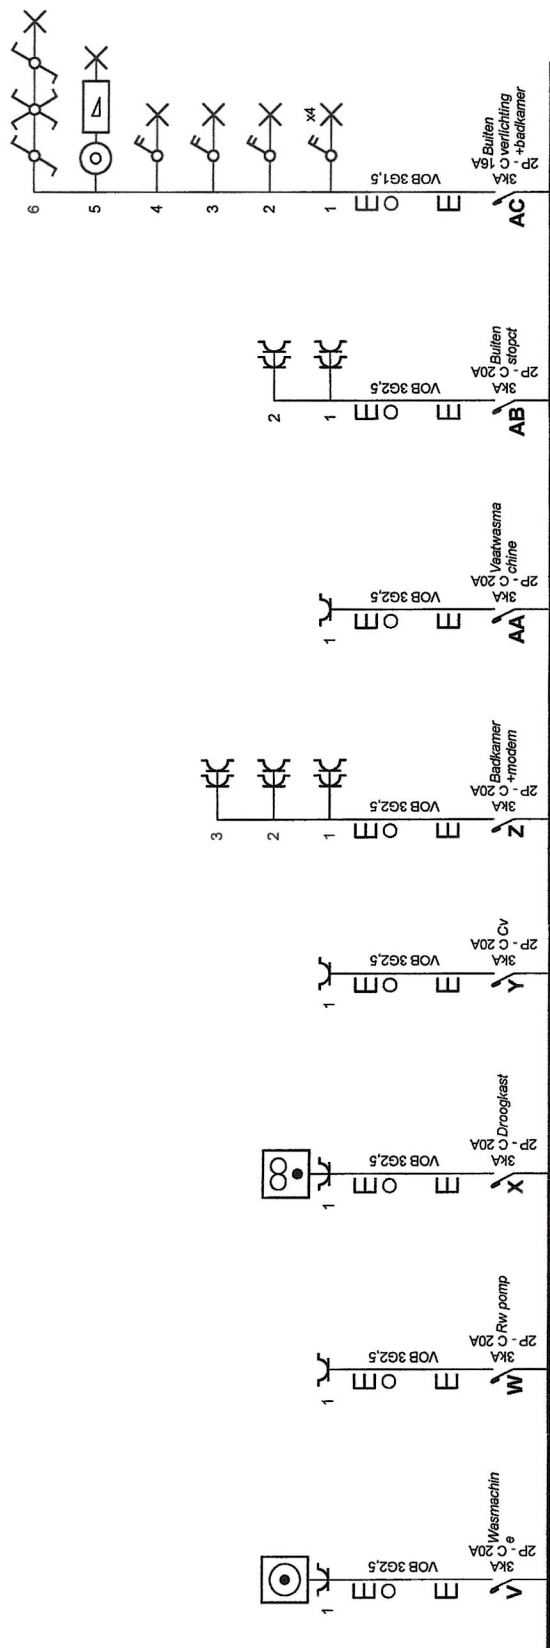 6
5
4
3
2
1
x4
VOB 3G1,5
3KA
2P - C 16A
AC
Buiten
verlichting
+badkamer
2
1
VOB 3G2,5
3KA
2P - C 20A
AB
Buiten
stopct
1
VOB 3G2,5
3KA
2P - C 20A
AA
Vaatwasma
chine
3
2
1
VOB 3G2,5
3KA
2P - C 20A
Z
Badkamer
+modem
1
VOB 3G2,5
3KA
2P - C 20A
Y
Cv
1
VOB 3G2,5
3KA
2P - C 20A
X
Droogkast
1
VOB 3G2,5
3KA
2P - C 20A
W
Rw pomp
1
VOB 3G2,5
3KA
2P - C 20A
V
Wasmachin
e